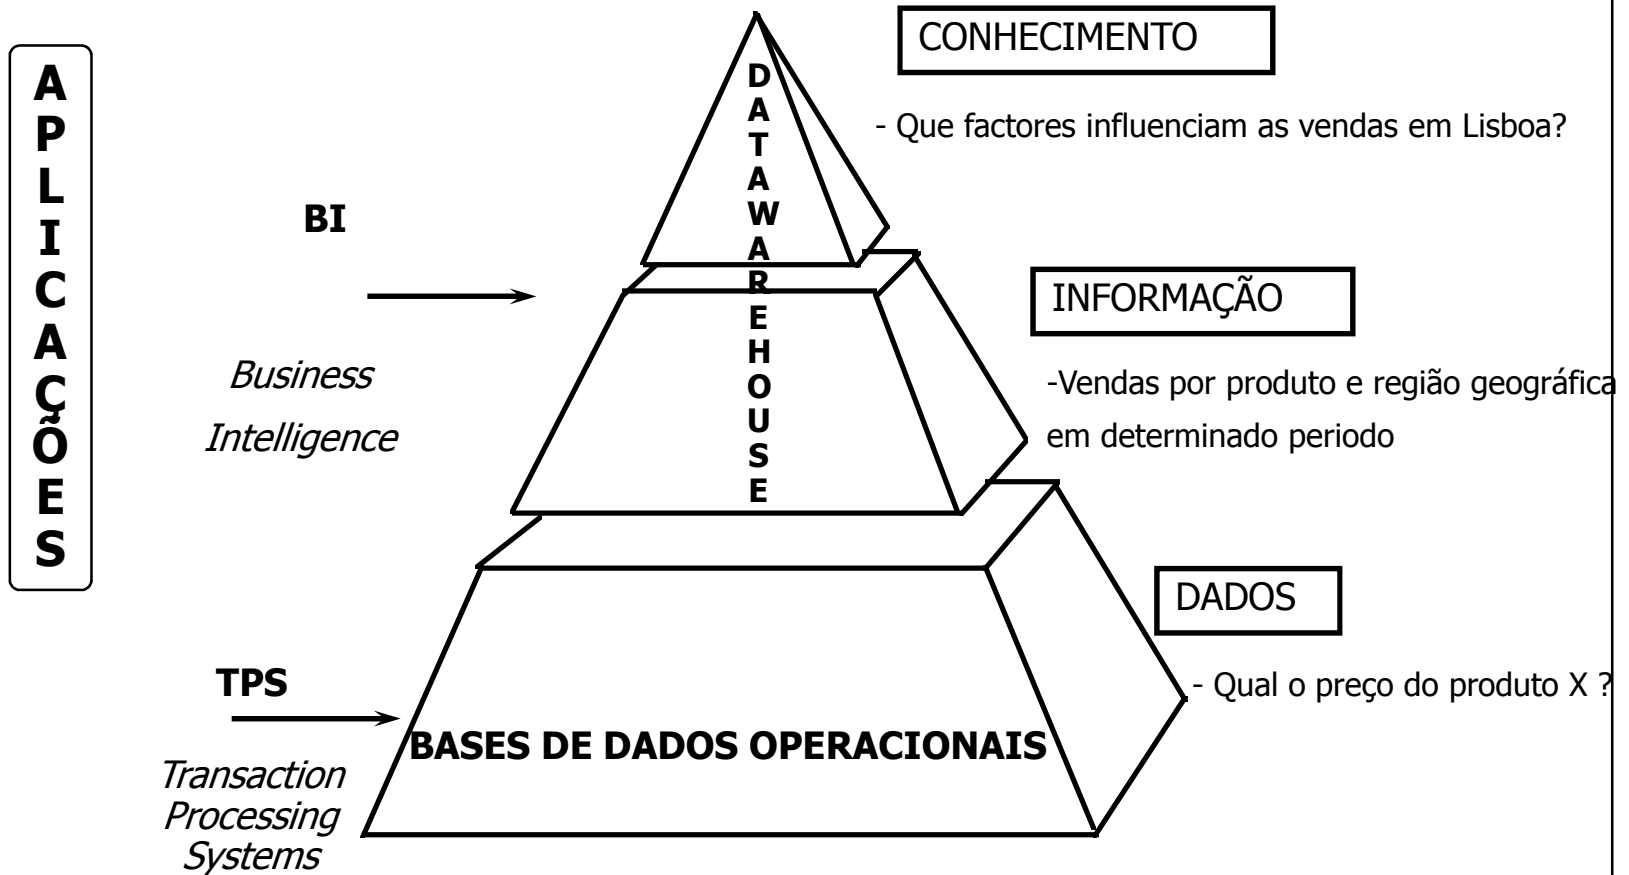 APLICAÇÕES
BI
Business
Intelligence
TPS
Transaction
Processing
Systems
DATAWAREHOUSE
BASES DE DADOS OPERACIONAIS
CONHECIMENTO
- Que factores influenciam as vendas em Lisboa?
INFORMAÇÃO
-Vendas por produto e região geográfica
em determinado periodo
DADOS
- Qual o preço do produto X ?